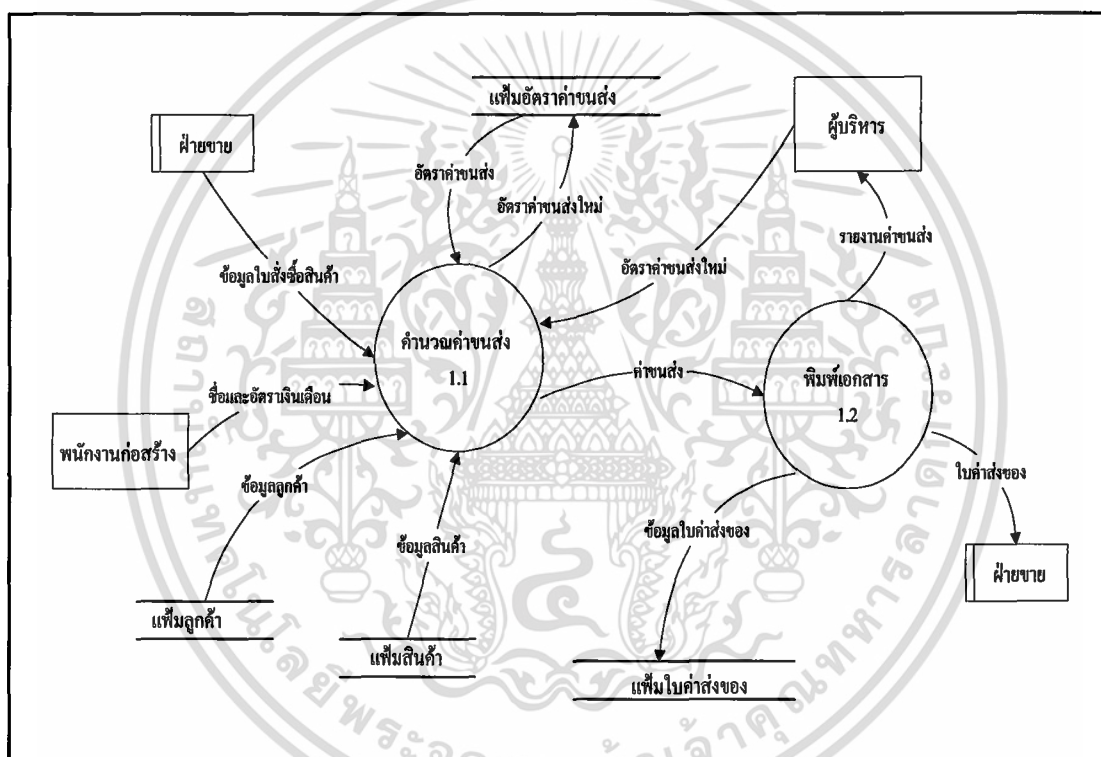 แฟ้มอัตราค่าขนส่ง
ผู้บริหาร
ฝ่ายขาย
อัตราค่าขนส่ง
อัตราค่าขนส่งใหม่
รายงานค่าขนส่ง
ข้อมูลใบสั่งซื้อสินค้า
อัตราค่าขนส่งใหม่
คำนวณค่าขนส่ง
1.1
ค่าขนส่ง
พิมพ์เอกสาร
1.2
ชื่อและอัตราเงินเดือน
พนักงานก่อสร้าง
ข้อมูลลูกค้า
ใบค่าส่งของ
ข้อมูลใบค่าส่งของ
ข้อมูลสินค้า
ฝ่ายขาย
แฟ้มลูกค้า
แฟ้มสินค้า
แฟ้มใบค่าส่งของ